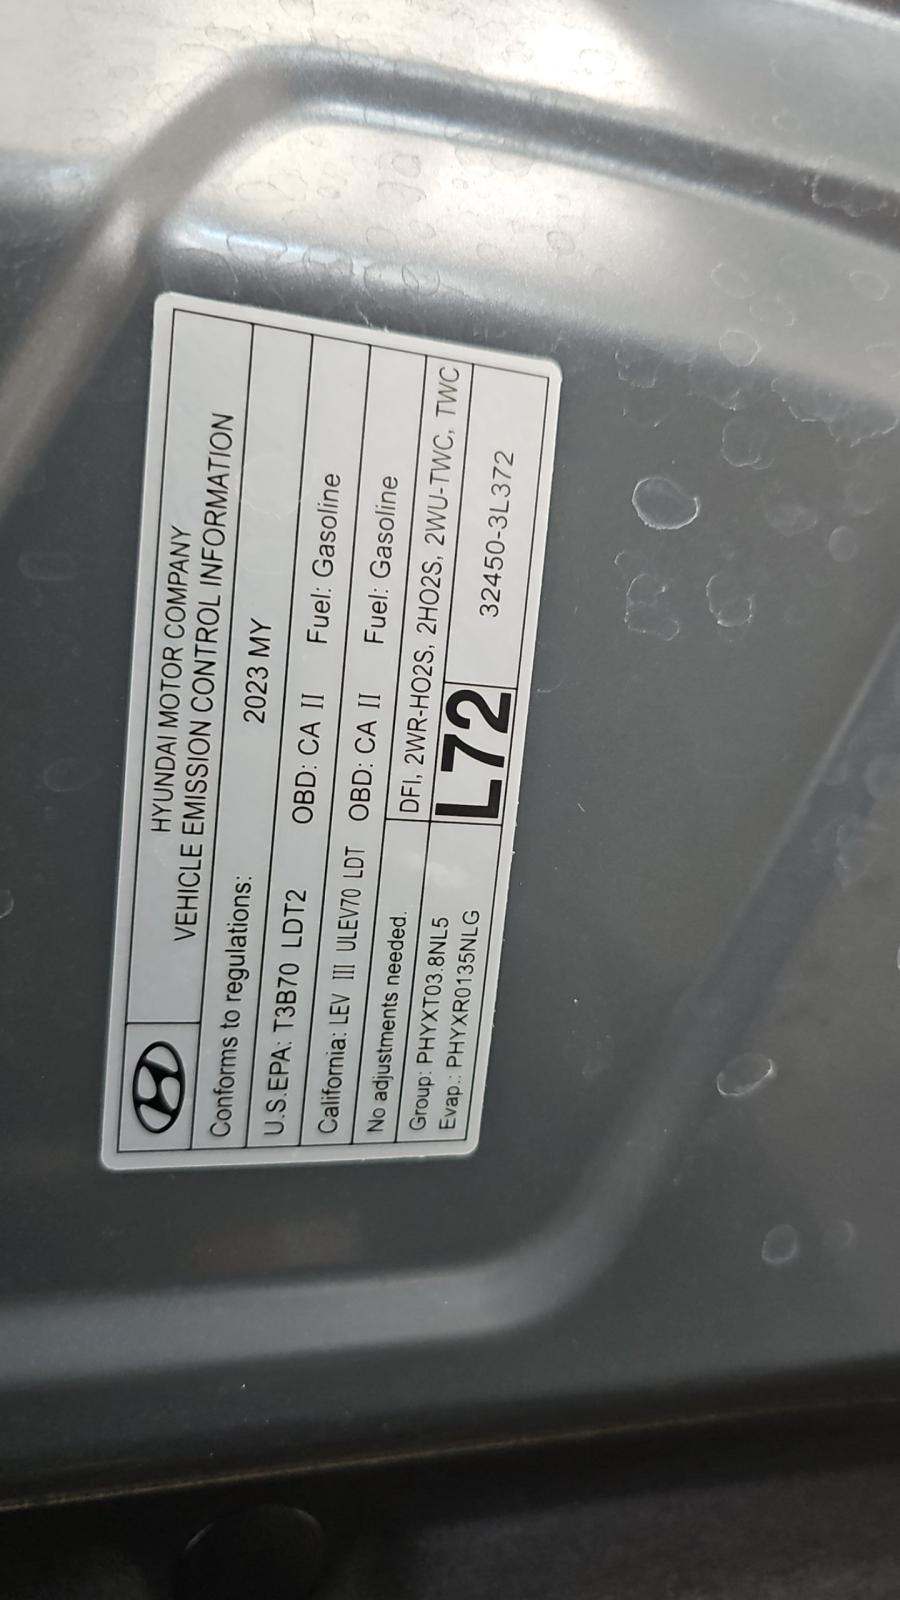 HYUNDAI MOTOR COMPANY
VEHICLE EMISSION CONTROL INFORMATION
Conforms to regulations: 2023 MY
U.S.EPA: T3B70 LDT2 OBD: CA II Fuel: Gasoline
California: LEV III ULEV70 LDT OBD: CA II Fuel: Gasoline
No adjustments needed.
DFI, 2WR-HO2S, 2HO2S, 2WU-TWC, TWC
Group: PHYXT03.8NL5
Evap.: PHYXR0135NLG
L72
32450-3L372